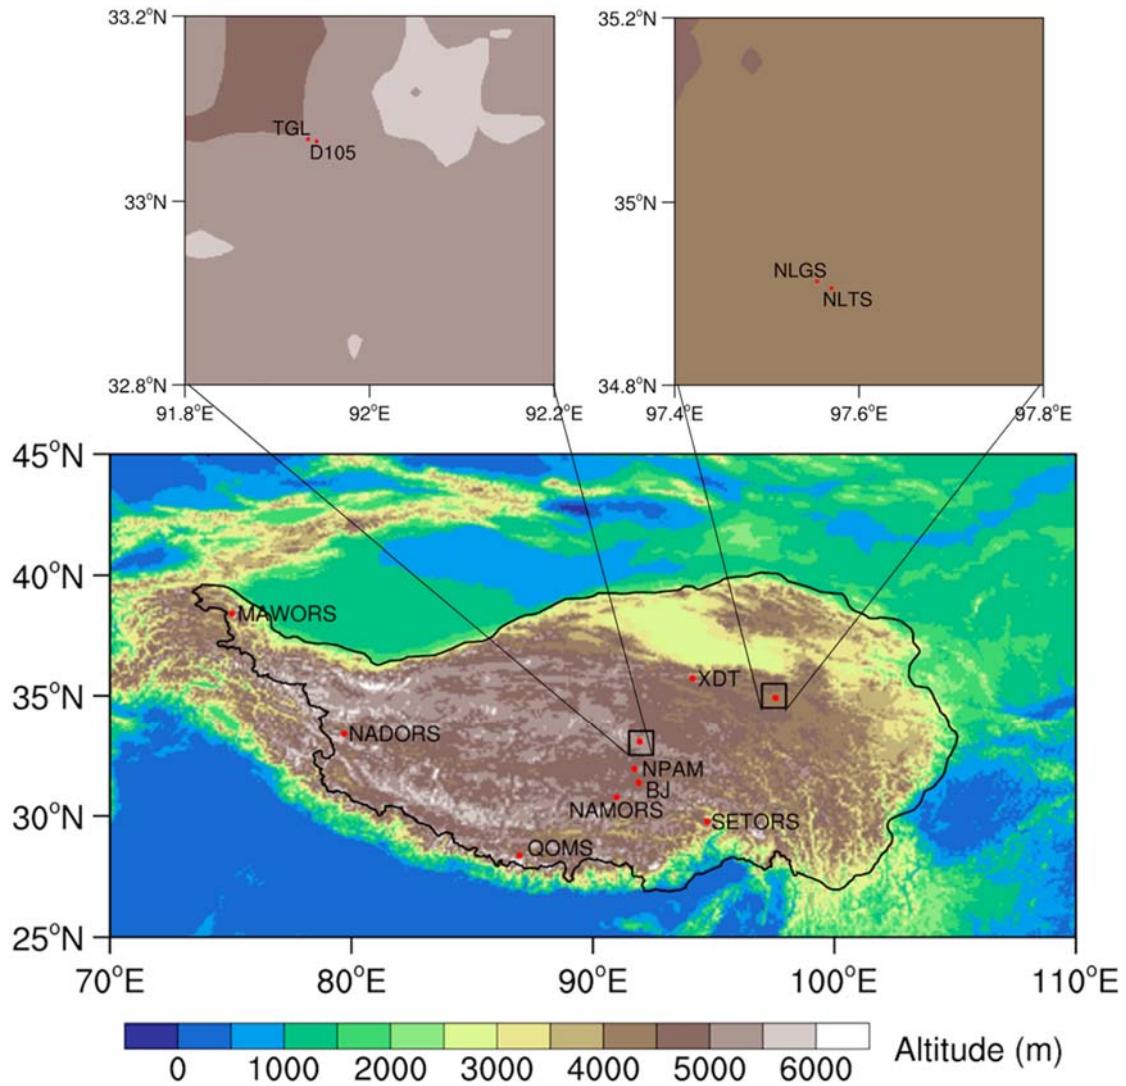 33.2°N
TGL
D105
33°N
32.8°N
91.8°E 92°E 92.2°E
35.2°N
35°N
NLGS
NLTS
34.8°N
97.4°E 97.6°E 97.8°E
45°N
40°N
MAWORS
XDT
35°N
NADORS
NPAM
BJ
NAMORS
30°N
SETORS
QOMS
25°N
70°E 80°E 90°E 100°E 110°E
0 1000 2000 3000 4000 5000 6000 Altitude (m)